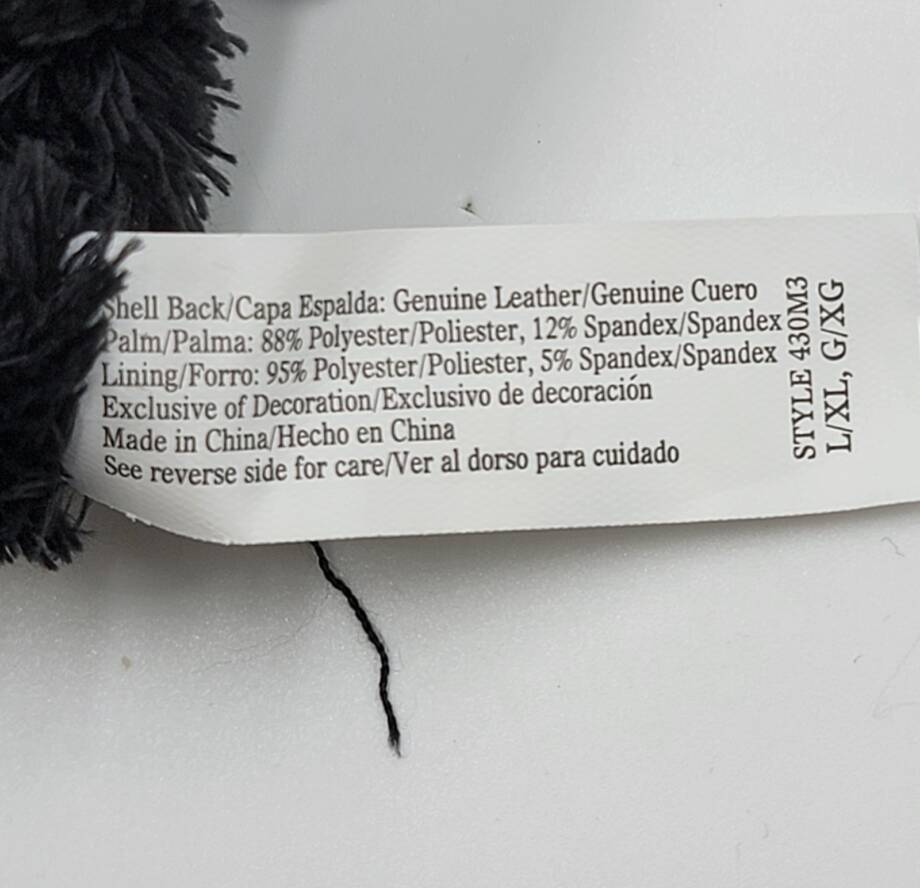 Shell Back/Capa Espalda: Genuine Leather/Genuine Cuero
Palm/Palma: 88% Polyester/Poliester, 12% Spandex/Spandex
Lining/Forro: 95% Polyester/Poliester, 5% Spandex/Spandex
Exclusive of Decoration/Exclusivo de decoración
Made in China/Hecho en China
See reverse side for care/Ver al dorso para cuidado
STYLE 430M3
L/XL, G/XG